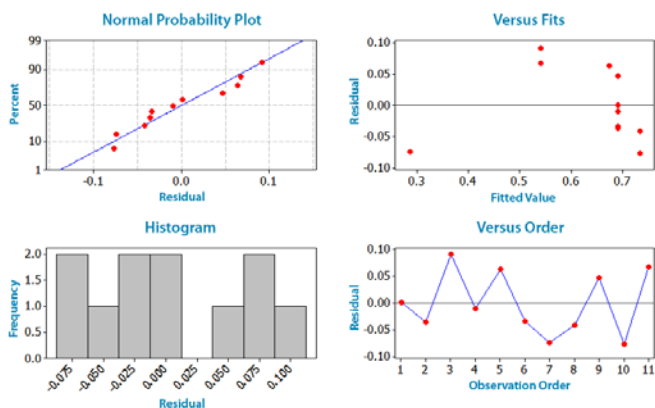 Normal Probability Plot
99
90
50
10
1
Percent
-0.1
0.0
0.1
Residual
Versus Fits
0.10
0.05
0.00
-0.05
-0.10
Residual
0.3
0.4
0.5
0.6
0.7
Fitted Value
Histogram
2.0
1.5
1.0
0.5
0.0
Frequency
-0.075
-0.050
-0.025
0.000
0.025
0.050
0.075
0.100
Residual
Versus Order
0.10
0.05
0.00
-0.05
-0.10
Residual
1 2 3 4 5 6 7 8 9 10 11
Observation Order